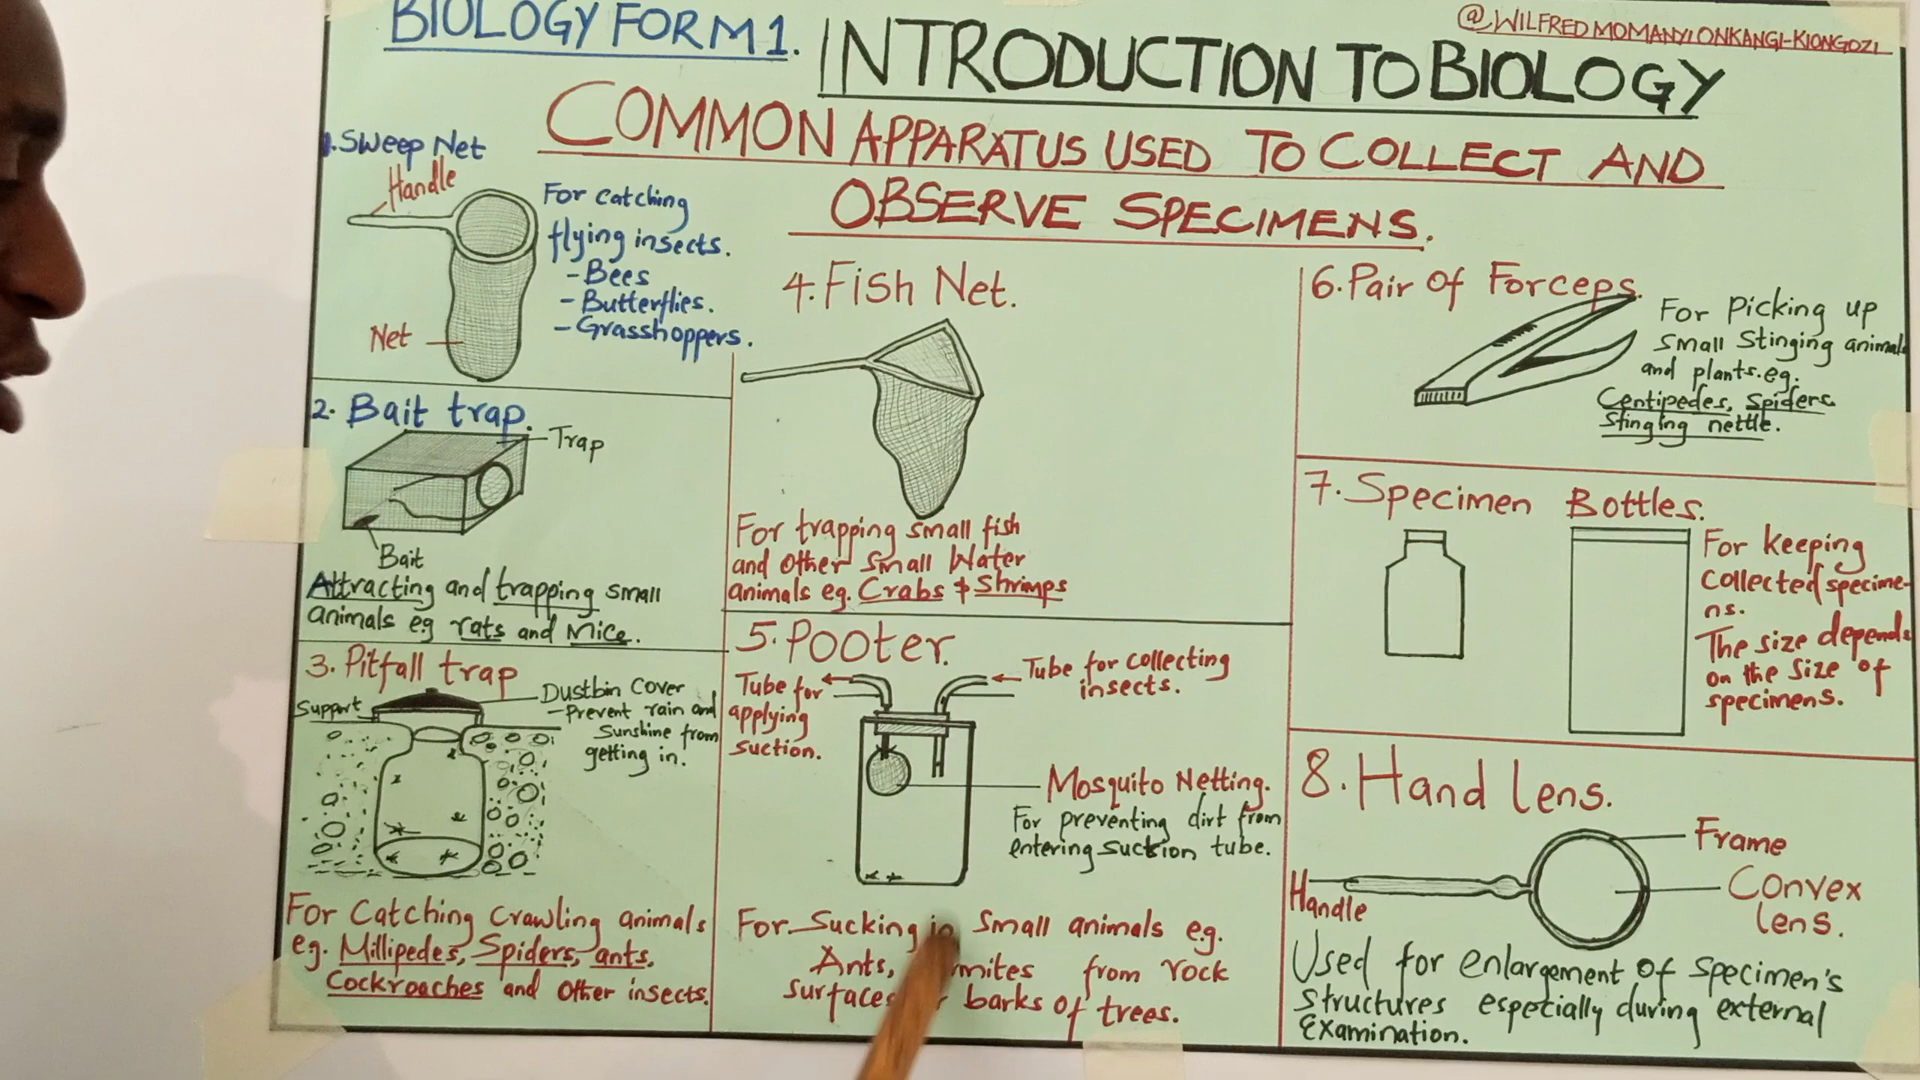 BIOLOGY FORM 1.
INTRODUCTION TO BIOLOGY
@WILFREDMOMANYIONKANGI-KIONGOZI
COMMON APPARATUS USED TO COLLECT AND
OBSERVE SPECIMENS.
1. Sweep Net
Handle
Net
For Catching
flying insects.
- Bees
- Butterflies.
- Grasshoppers.
2. Bait trap.
Trap
Bait
Attracting and trapping small
animals eg rats and Mice.
3. Pitfall trap
Support
Dustbin Cover
- Prevent rain and
Sunshine from
getting in.
For Catching Crawling animals
eg. Millipedes, Spiders, ants,
Cockroaches and other insects.
4. Fish Net.
For trapping small fish
and other Small Water
animals eg. Crabs & Shrimps
5. Pooter.
Tube for
applying
suction.
Tube for collecting
insects.
Mosquito Netting.
For preventing dirt from
entering suction tube.
For Sucking in Small animals eg.
Ants, from rock
barks of trees.
6. Pair of Forceps.
For Picking up
Small Stinging animal
and plants. eg.
Centipedes, Spiders
Stinging nettle.
7. Specimen Bottles.
For keeping
Collected specime-
ns.
The size depends
on the size of
specimens.
8. Hand lens.
Frame
Handle
Convex
lens.
Used for enlargement of specimen's
structures especially during external
Examination.